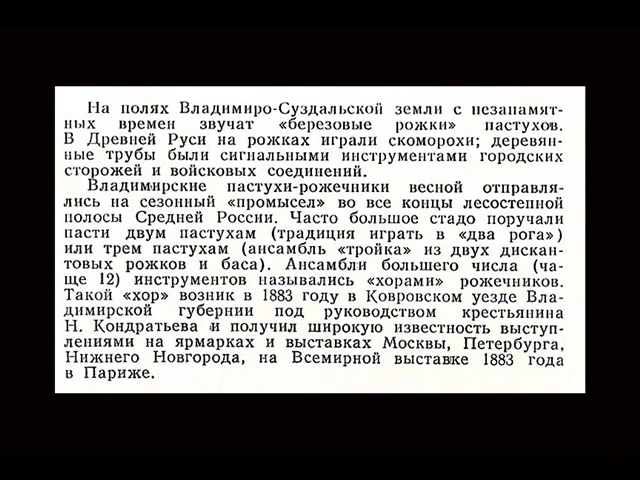 На полях Владимиро-Суздальской земли с незапамят-
ных времен звучат «березовые рожки» пастухов.
В Древней Руси на рожках играли скоморохи; деревян-
ные трубы были сигнальными инструментами городских
сторожей и войсковых соединений.
Владимирские пастухи-рожечники весной отправля-
лись на сезонный «промысел» во все концы лесостепной
полосы Средней России. Часто большое стадо поручали
пасти двум пастухам (традиция играть в «два рога»)
или трем пастухам (ансамбль «тройка» из двух дискан-
товых рожков и баса). Ансамбли большего числа (ча-
ще 12) инструментов назывались «хорами» рожечников.
Такой «хор» возник в 1883 году в Ковровском уезде Вла-
димирской губернии под руководством крестьянина
Н. Кондратьева и получил широкую известность выступ-
лениями на ярмарках и выставках Москвы, Петербурга,
Нижнего Новгорода, на Всемирной выставке 1883 года
в Париже.